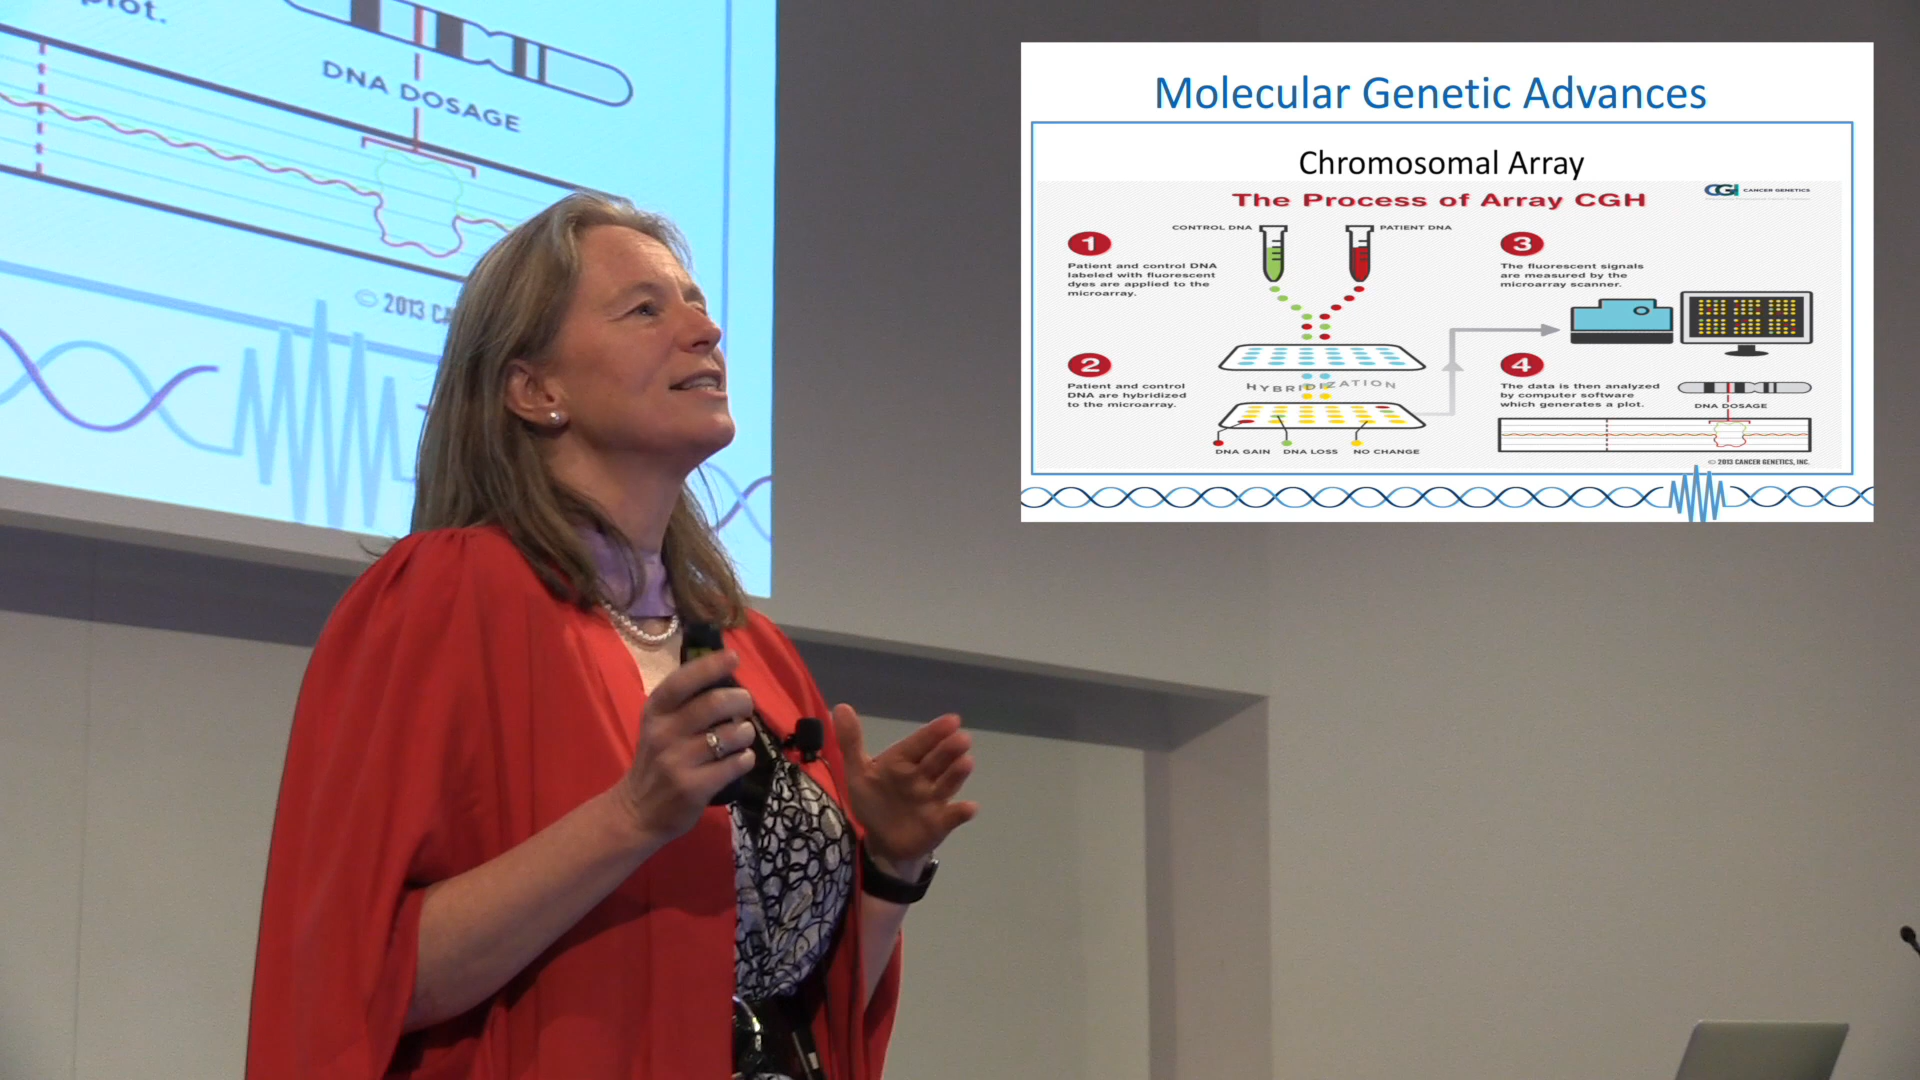 plot.
DNA DOSAGE
© 2013 CA
Molecular Genetic Advances
Chromosomal Array
The Process of Array CGH
CGI CANCER GENETICS
CONTROL DNA
PATIENT DNA
1
Patient and control DNA
labeled with fluorescent
dyes are applied to the
microarray.
2
Patient and control
DNA are hybridized
to the microarray.
HYBRIDIZATION
DNA GAIN DNA LOSS NO CHANGE
3
The fluorescent signals
are measured by the
microarray scanner.
4
The data is then analyzed
by computer software
which generates a plot.
DNA DOSAGE
© 2013 CANCER GENETICS, INC.